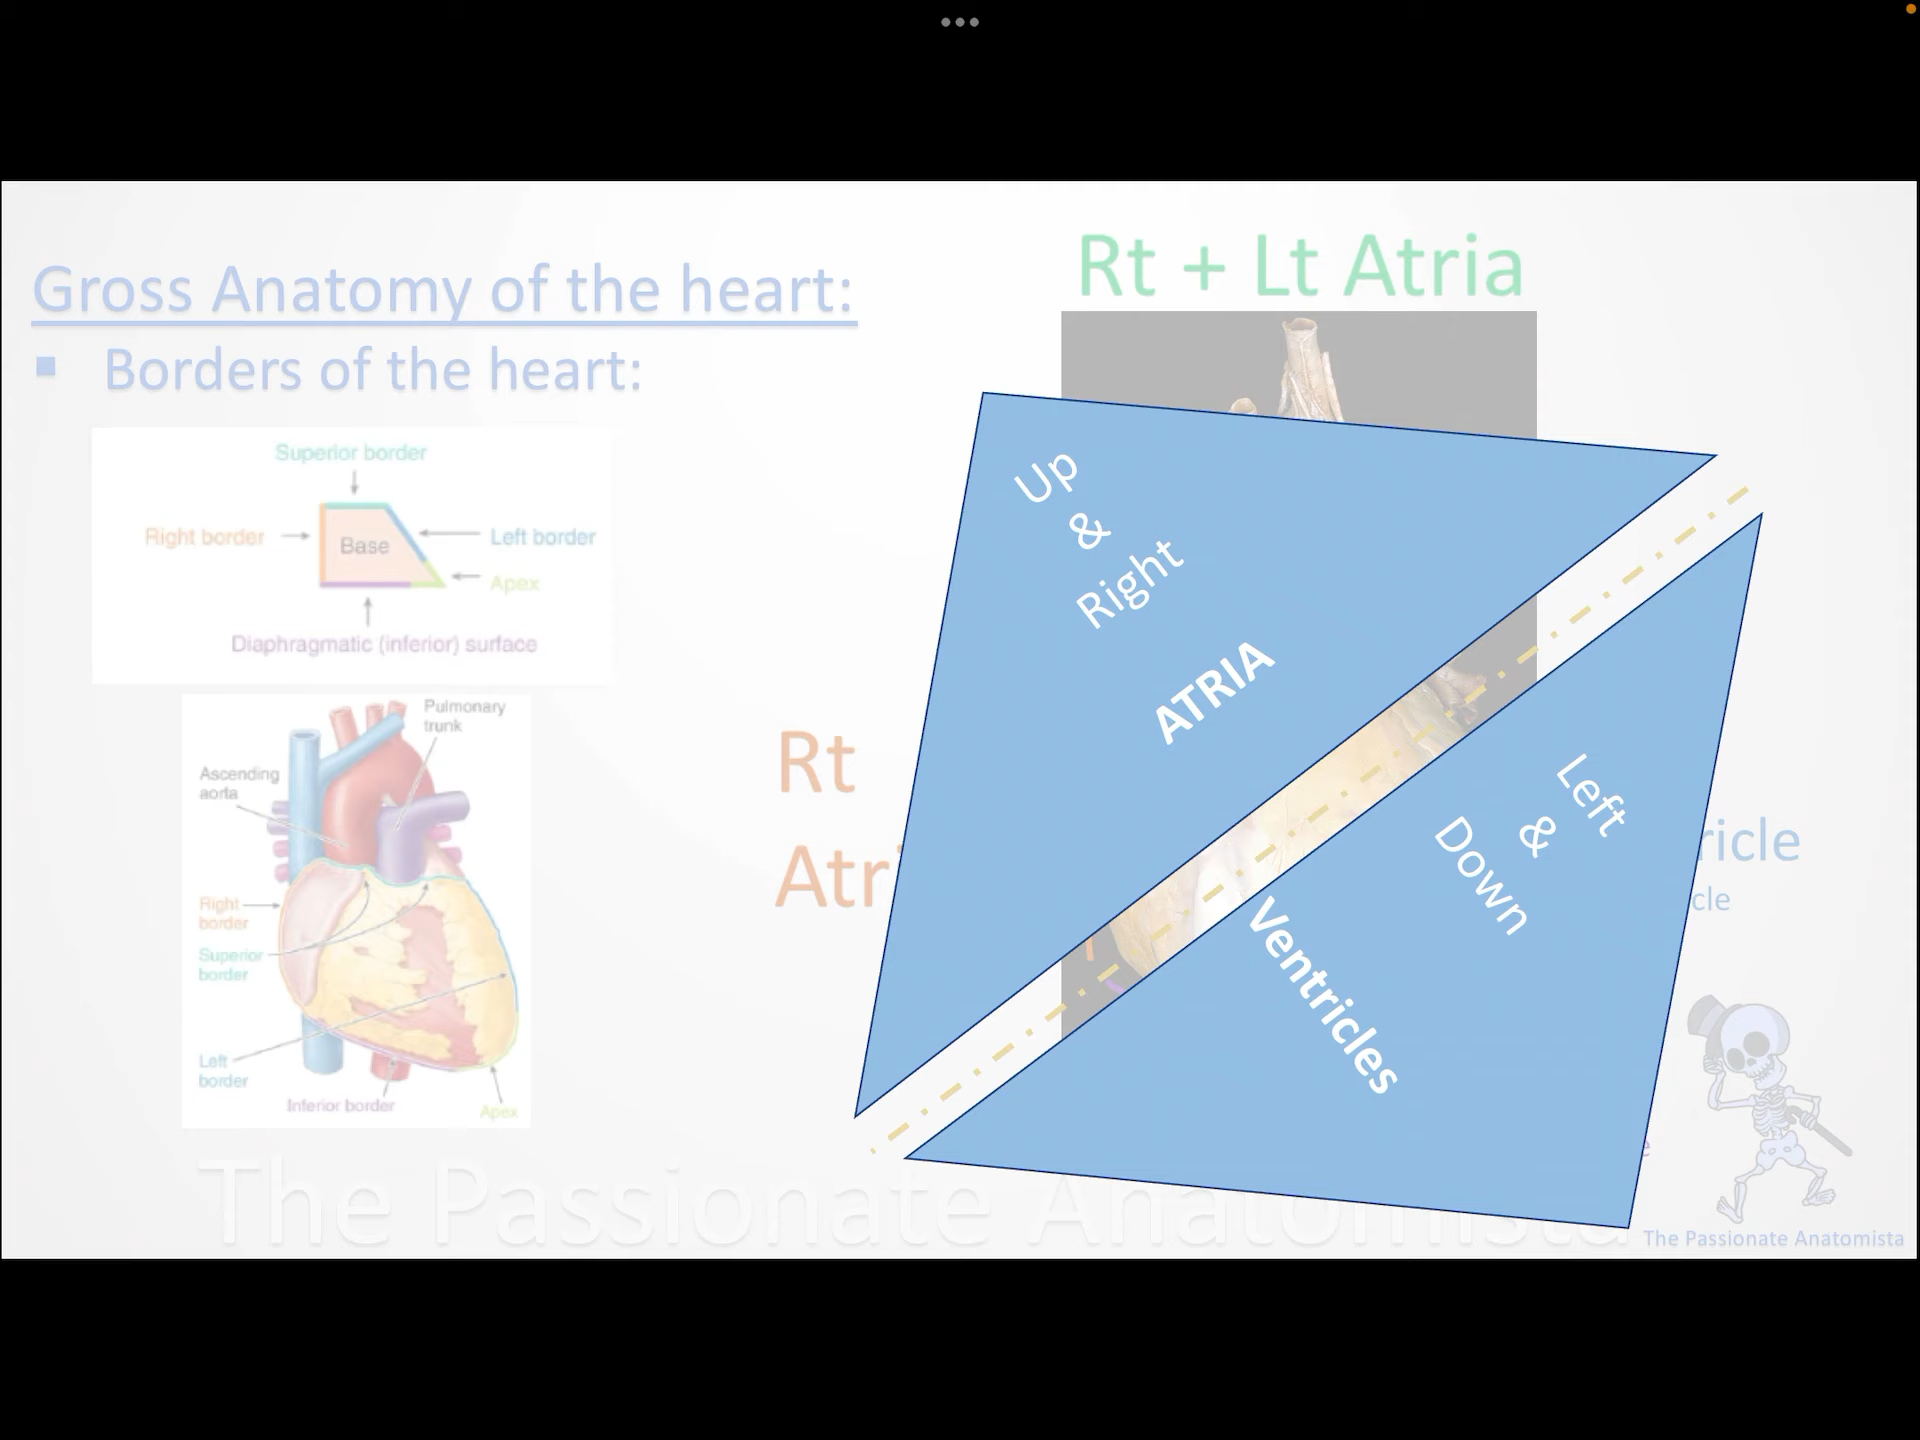 Rt + Lt Atria
Gross Anatomy of the heart:
▪ Borders of the heart:
Superior border
Right border
Base
Left border
Apex
Diaphragmatic (inferior) surface
Pulmonary
trunk
Ascending
aorta
Right
border
Superior
border
Left
border
Inferior border
Apex
Rt
Atri
Up
&
Right
ATRIA
Left
&
Down
Ventricles
ricle
cle
e
The Passionate Anatomista
The Passionate Anatomista